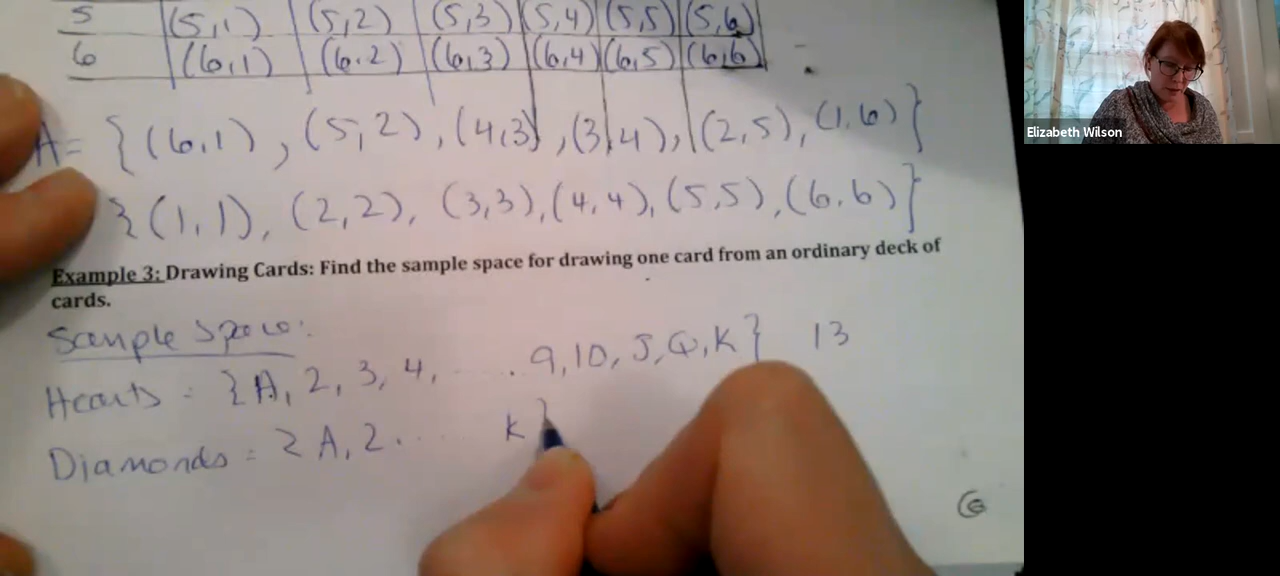 5 (5,1) (5,2) (5,3) (5,4) (5,5) (5,6)
6 (6,1) (6,2) (6,3) (6,4) (6,5) (6,6)
A = {(6,1), (5,2), (4,3), (3,4), (2,5), (1,6)}
{(1,1), (2,2), (3,3), (4,4), (5,5), (6,6)}
Example 3: Drawing Cards: Find the sample space for drawing one card from an ordinary deck of
cards.
Sample Space:
Hearts = {A, 2, 3, 4, ..... 9, 10, J, Q, K} 13
Diamonds = {A, 2 ..... K}
6
Elizabeth Wilson